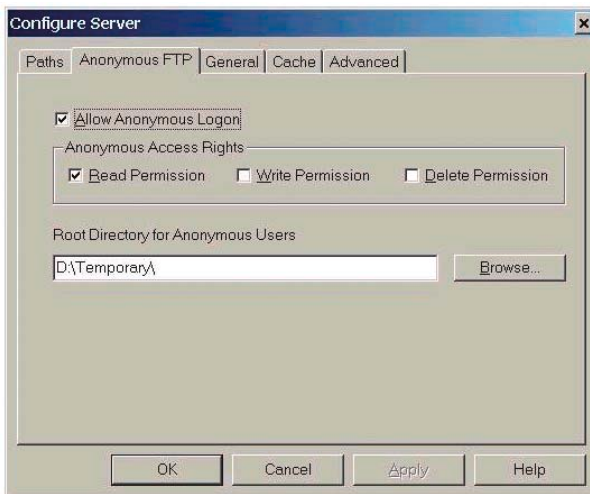 Configure Server
Paths Anonymous FTP General Cache Advanced
Allow Anonymous Logon
Anonymous Access Rights
Read Permission Write Permission Delete Permission
Root Directory for Anonymous Users
D:\Temporary\ Browse...
OK Cancel Apply Help